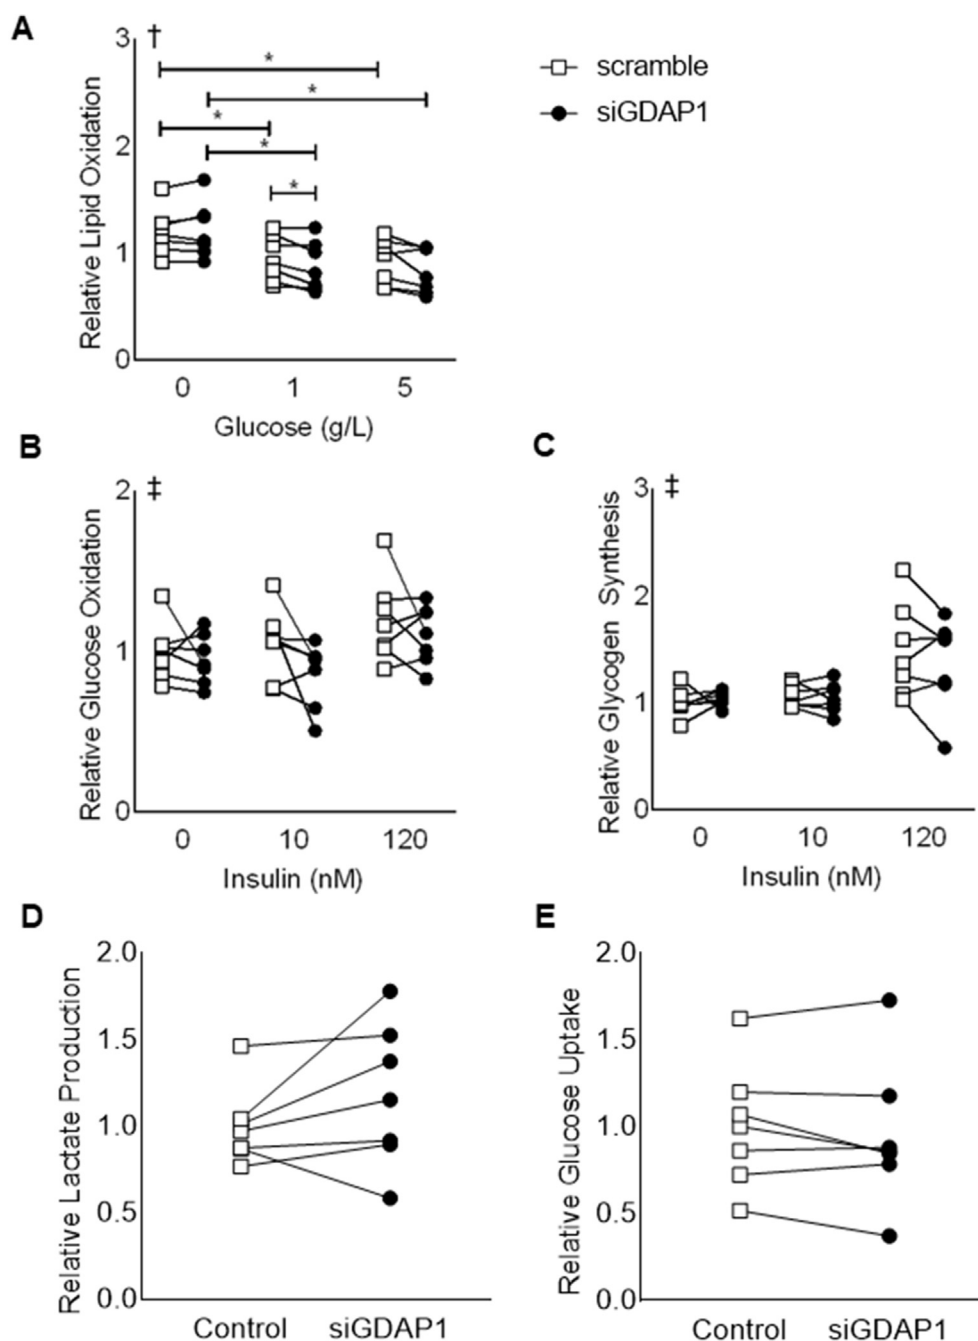 A
3
†
*
scramble
*
siGDAP1
*
2
*
*
1
0
Relative Lipid Oxidation
0 1 5
Glucose (g/L)
B
2
‡
1
0
Relative Glucose Oxidation
0 10 120
Insulin (nM)
C
3
‡
2
1
0
Relative Glycogen Synthesis
0 10 120
Insulin (nM)
D
2.0
1.5
1.0
0.5
0.0
Relative Lactate Production
Control siGDAP1
E
2.0
1.5
1.0
0.5
0.0
Relative Glucose Uptake
Control siGDAP1